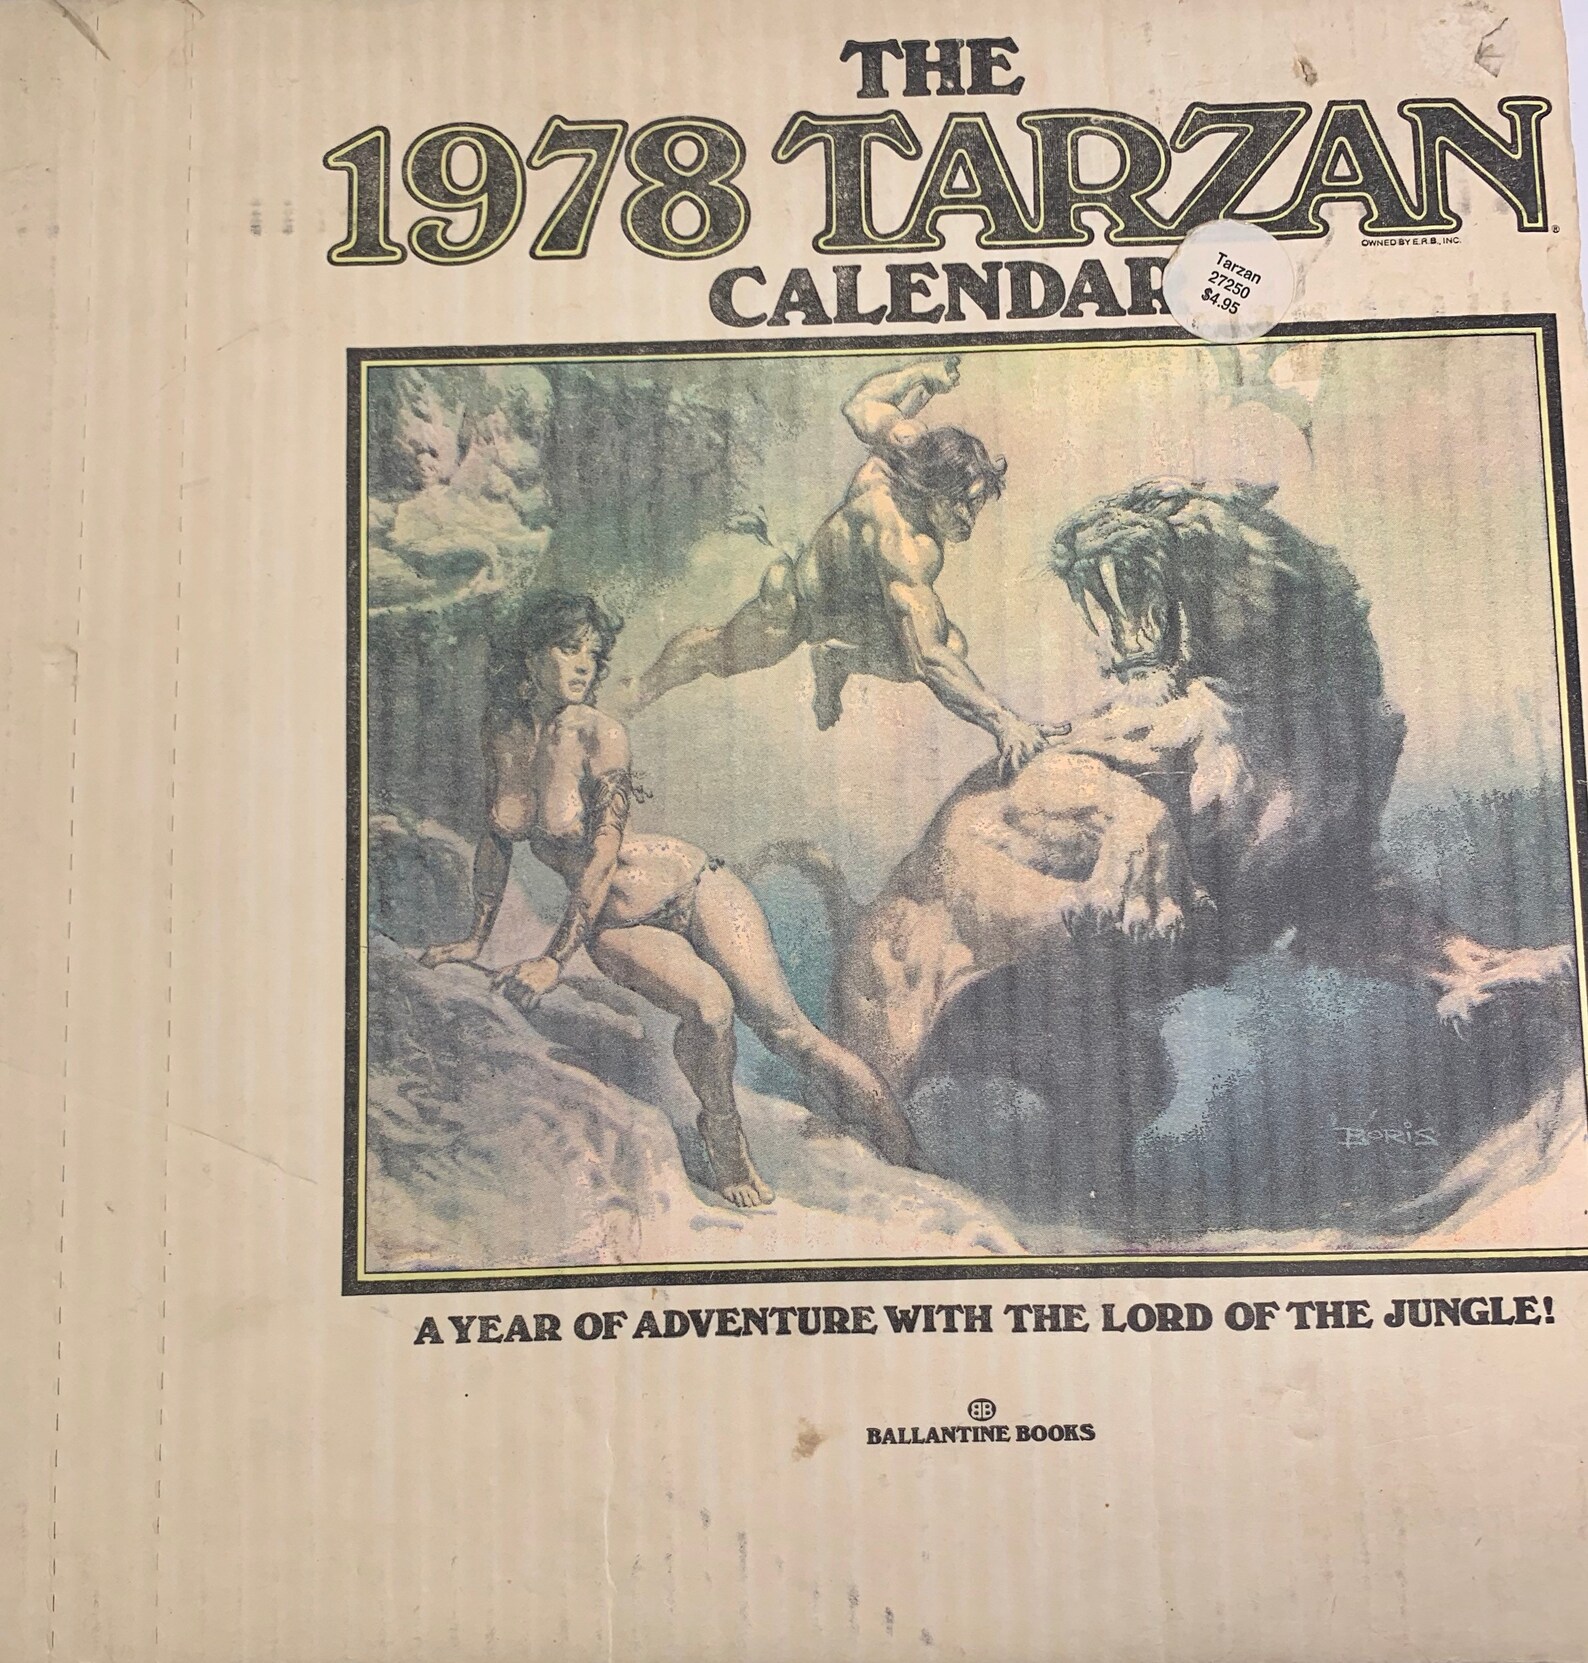 THE
1978 TARZAN®
OWNED BY E.R.B., INC.
CALENDAR
Tarzan
27250
$4.95
BORIS
A YEAR OF ADVENTURE WITH THE LORD OF THE JUNGLE!
BB
BALLANTINE BOOKS